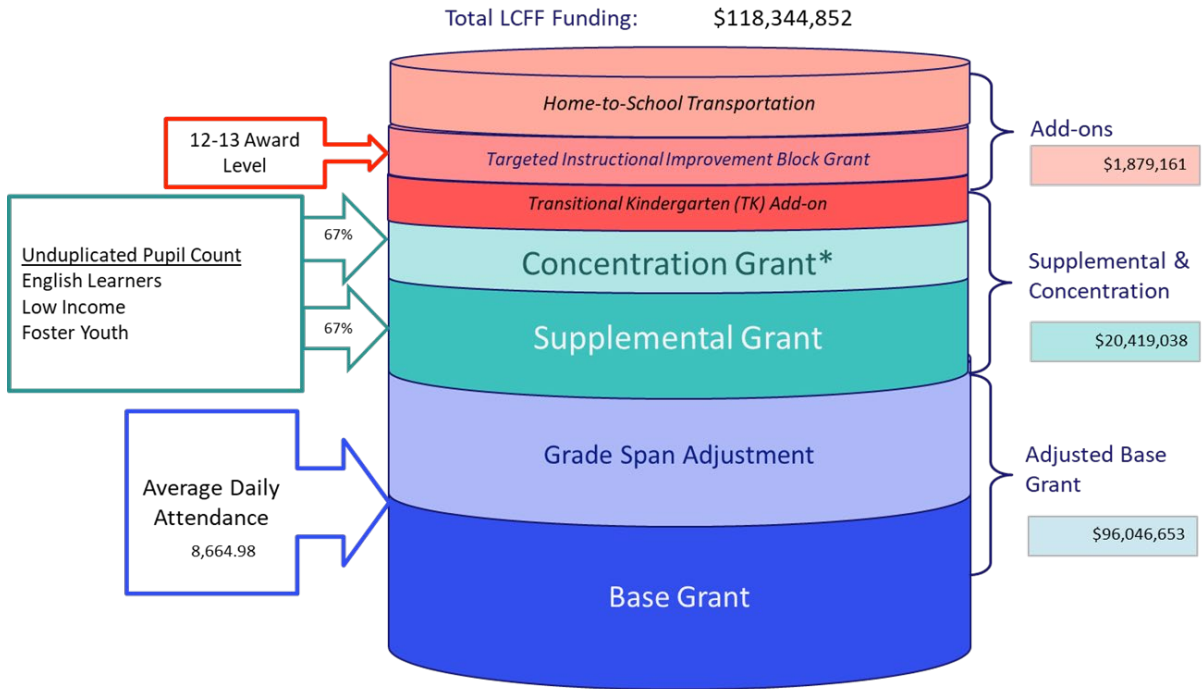 Total LCFF Funding: $118,344,852
Home-to-School Transportation
12-13 Award
Level
Targeted Instructional Improvement Block Grant
Add-ons
$1,879,161
Transitional Kindergarten (TK) Add-on
Unduplicated Pupil Count
English Learners
Low Income
Foster Youth
67%
67%
Concentration Grant*
Supplemental Grant
Supplemental &
Concentration
$20,419,038
Grade Span Adjustment
Adjusted Base
Grant
$96,046,653
Average Daily
Attendance
8,664.98
Base Grant